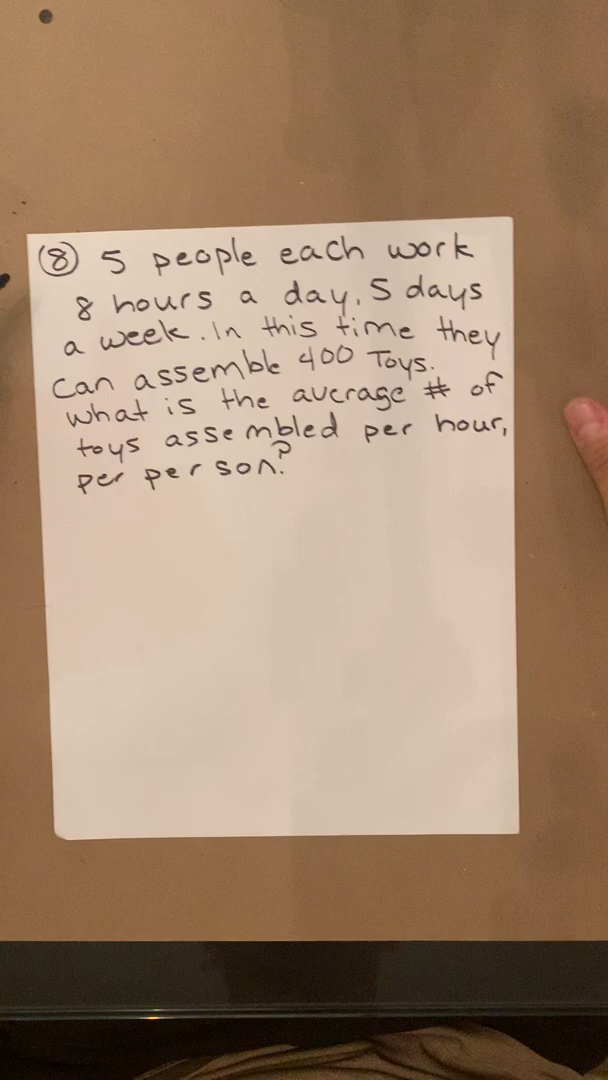 ⑧ 5 people each work
8 hours a day, 5 days
a week. In this time they
can assemble 400 Toys.
what is the average # of
toys assembled per hour,
per person?